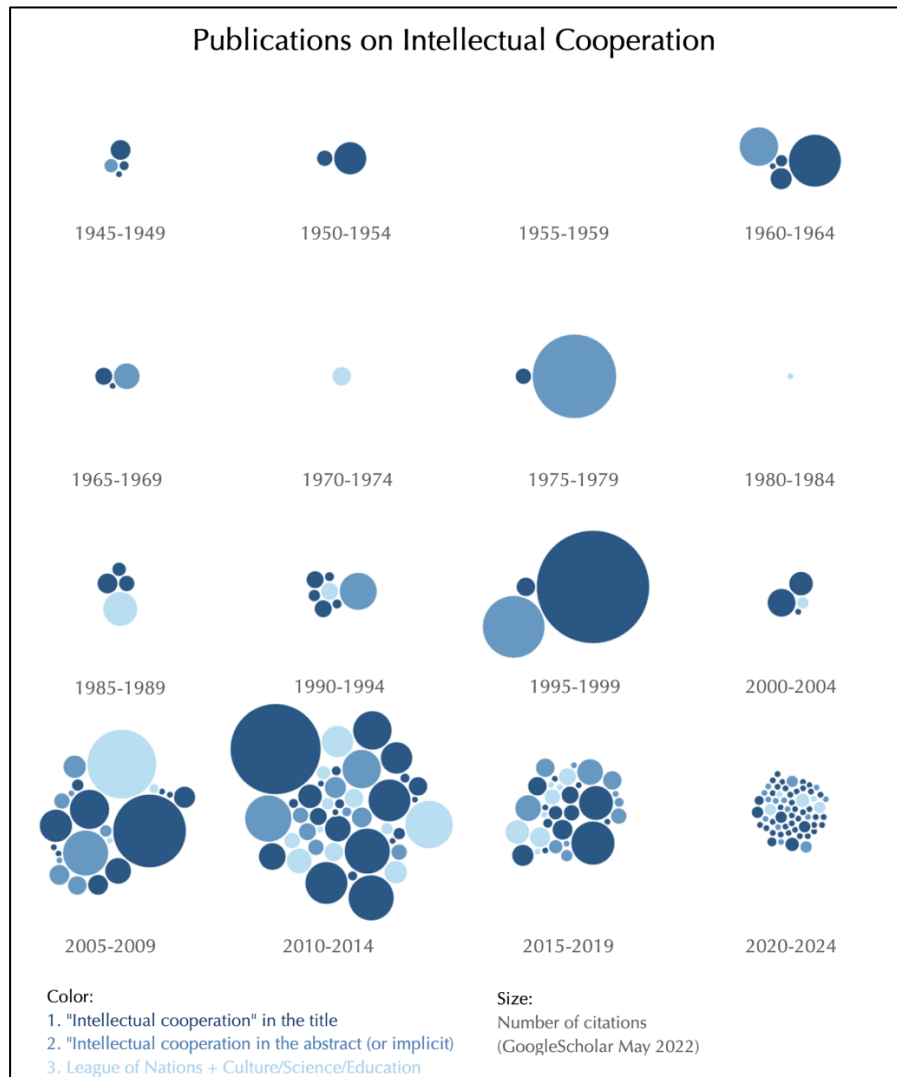 Publications on Intellectual Cooperation
1945-1949 1950-1954 1955-1959 1960-1964
1965-1969 1970-1974 1975-1979 1980-1984
1985-1989 1990-1994 1995-1999 2000-2004
2005-2009 2010-2014 2015-2019 2020-2024
Color:
1. "Intellectual cooperation" in the title
2. "Intellectual cooperation in the abstract (or implicit)
3. League of Nations + Culture/Science/Education
Size:
Number of citations
(GoogleScholar May 2022)